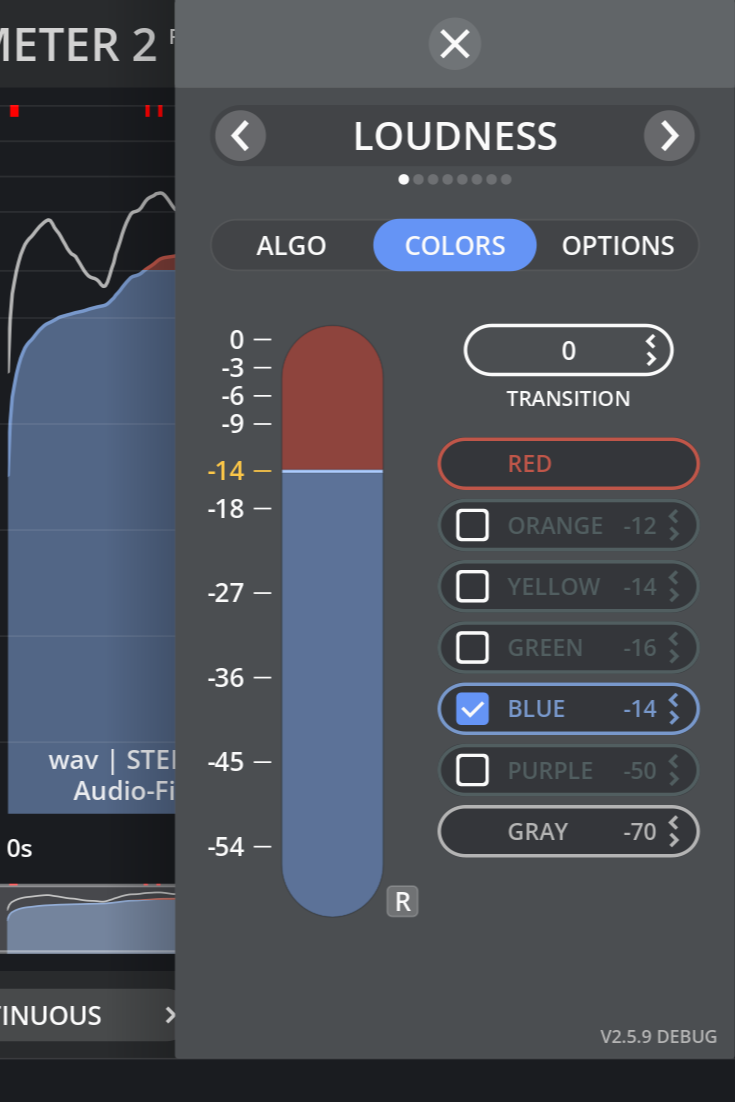 METER 2
LOUDNESS
ALGO COLORS OPTIONS
0
-3
-6
-9
-14
-18
-27
-36
-45
-54
R
0
TRANSITION
RED
ORANGE -12
YELLOW -14
GREEN -16
BLUE -14
PURPLE -50
GRAY -70
wav | STE
Audio-Fi
0s
TINUOUS
V2.5.9 DEBUG